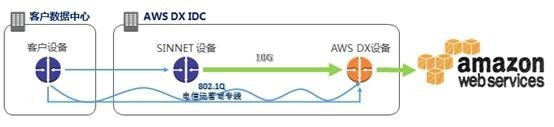 客户数据中心
AWS DX IDC
客户设备
SINNET 设备
10G
AWS DX设备
802.1Q
电信运营商专线
amazon
web services